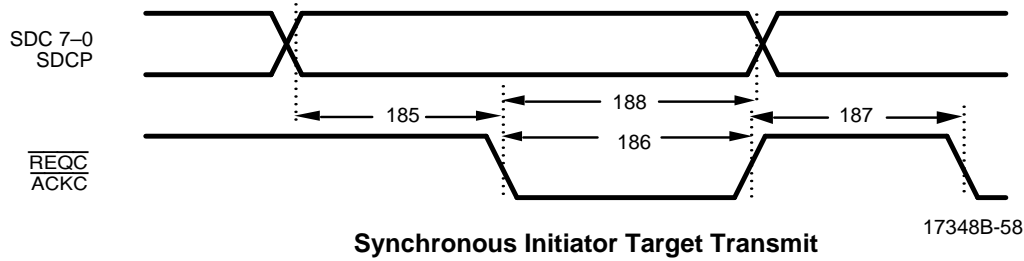 SDC 7–0
SDCP
185
188
187
186
REQC
ACKC
17348B-58
Synchronous Initiator Target Transmit